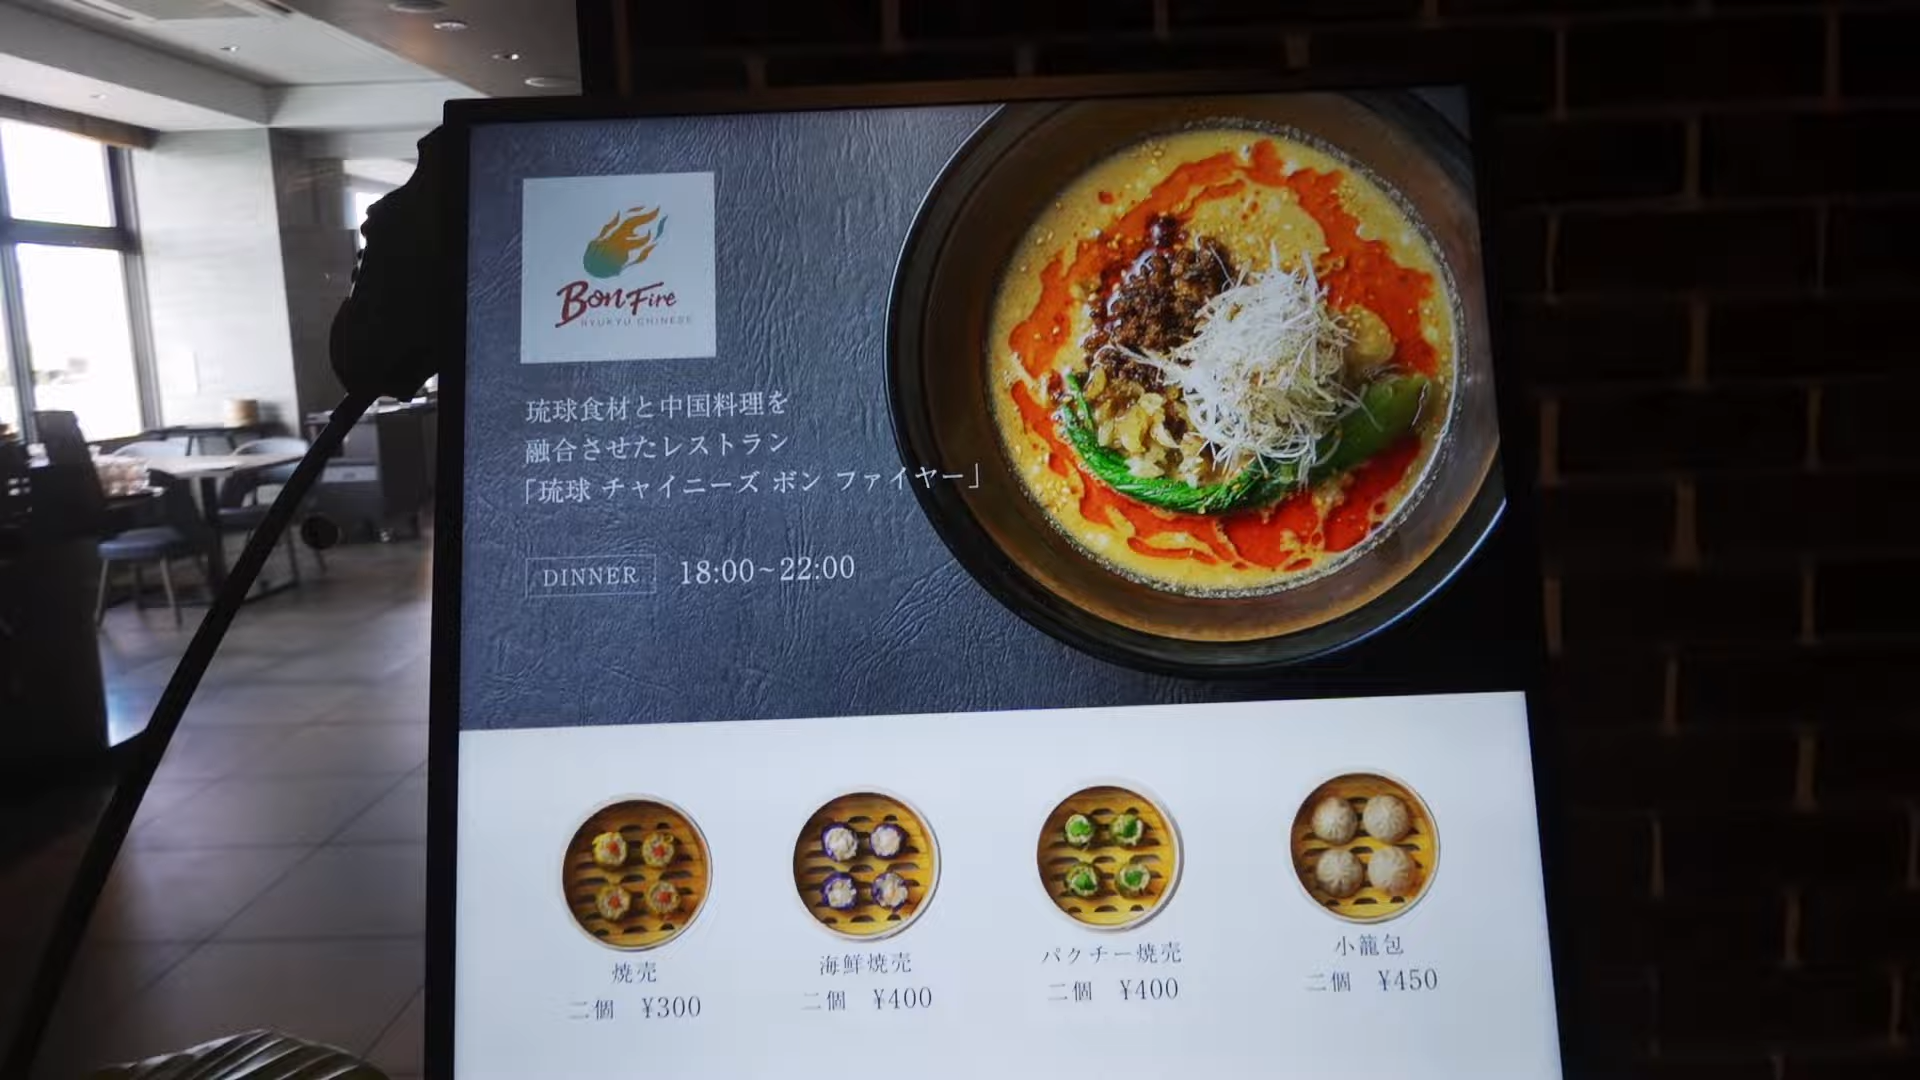 Bon Fire
RYUKYU CHINESE
琉球食材と中国料理を
融合させたレストラン
「琉球 チャイニーズ ボン ファイヤー」
DINNER 18:00~22:00
焼売
二個 ¥300
海鮮焼売
二個 ¥400
パクチー焼売
二個 ¥400
小籠包
二個 ¥450